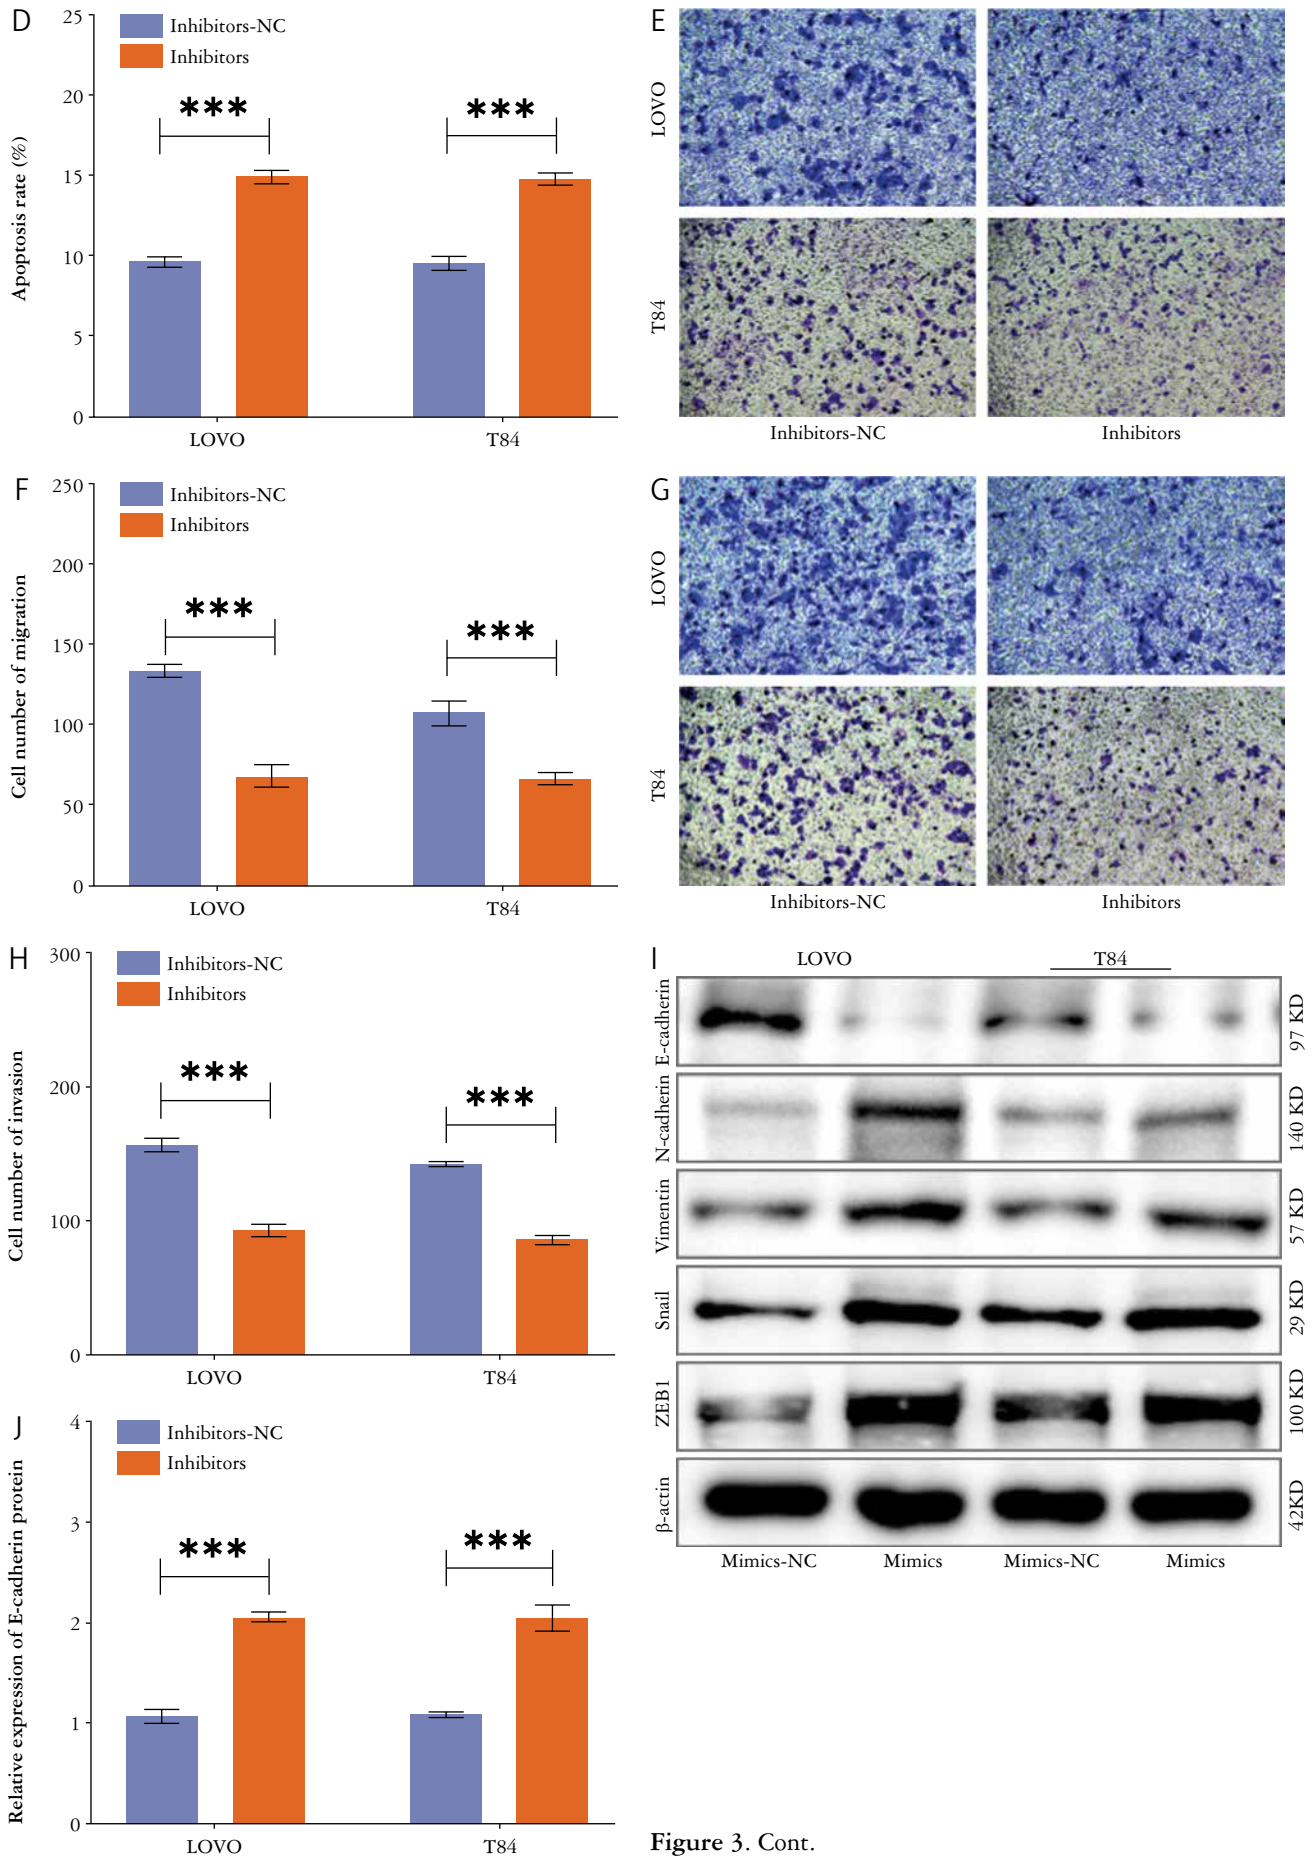 D
25
20
15
10
5
0
Apoptosis rate (%)
Inhibitors-NC
Inhibitors
***
***
LOVO
T84
E
LOVO
T84
Inhibitors-NC
Inhibitors
F
250
200
150
100
50
0
Cell number of migration
Inhibitors-NC
Inhibitors
***
***
LOVO
T84
G
LOVO
T84
Inhibitors-NC
Inhibitors
H
300
200
100
0
Cell number of invasion
Inhibitors-NC
Inhibitors
***
***
LOVO
T84
I
LOVO
T84
E-cadherin
97 KD
N-cadherin
140 KD
Vimentin
57 KD
Snail
29 KD
ZEB1
100 KD
β-actin
42KD
Mimics-NC
Mimics
Mimics-NC
Mimics
J
4
3
2
1
0
Relative expression of E-cadherin protein
Inhibitors-NC
Inhibitors
***
***
LOVO
T84
Figure 3. Cont.